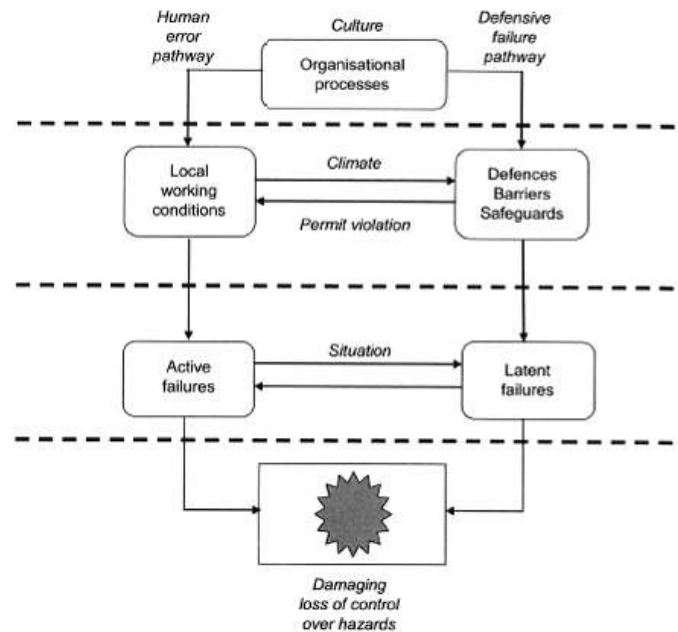 Human
error
pathway
Culture
Defensive
failure
pathway
Organisational
processes
Local
working
conditions
Climate
Permit violation
Defences
Barriers
Safeguards
Active
failures
Situation
Latent
failures
Damaging
loss of control
over hazards